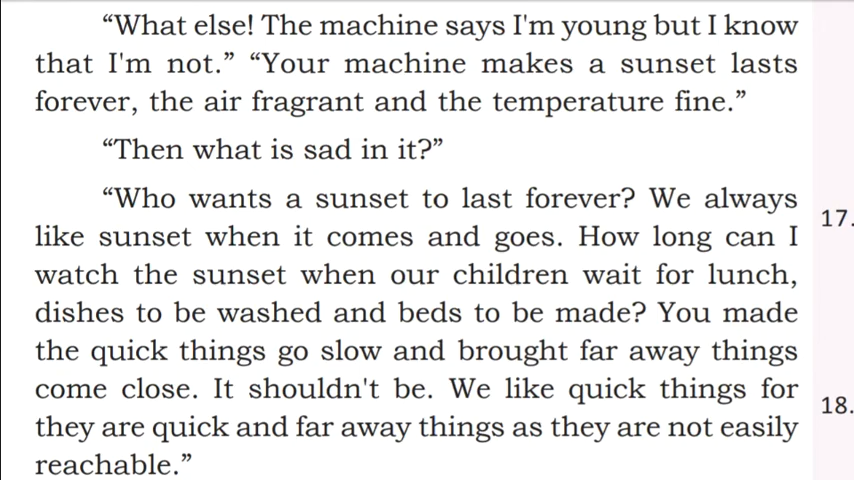 “What else! The machine says I'm young but I know
that I'm not.” “Your machine makes a sunset lasts
forever, the air fragrant and the temperature fine.”
“Then what is sad in it?”
“Who wants a sunset to last forever? We always
like sunset when it comes and goes. How long can I
watch the sunset when our children wait for lunch,
dishes to be washed and beds to be made? You made
the quick things go slow and brought far away things
come close. It shouldn't be. We like quick things for
they are quick and far away things as they are not easily
reachable.”
17.
18.